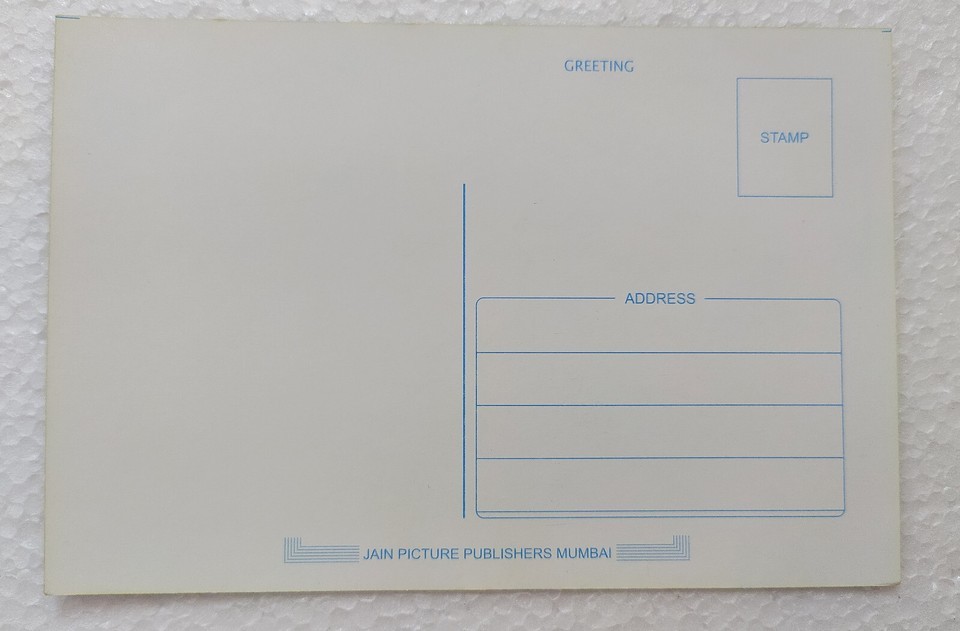 GREETING
STAMP
ADDRESS
JAIN PICTURE PUBLISHERS MUMBAI